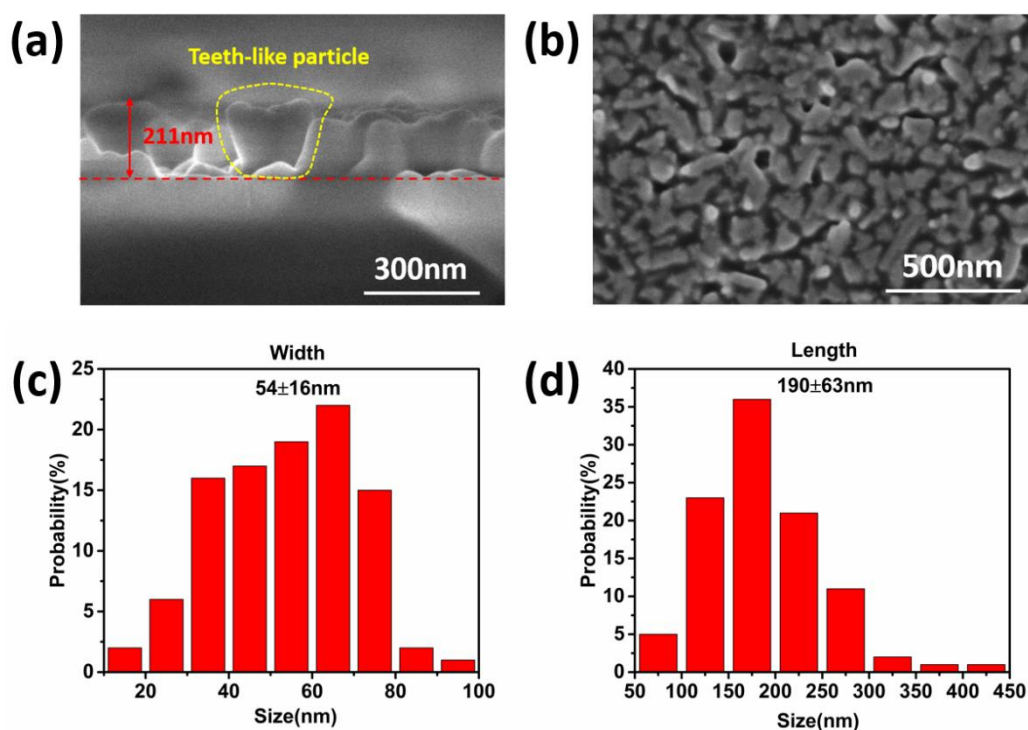 (a)
Teeth-like particle
211nm
300nm
(b)
500nm
(c)
Width
54±16nm
25
20
15
10
5
0
Probability(%)
20
40
60
80
100
Size(nm)
(d)
Length
190±63nm
40
35
30
25
20
15
10
5
0
Probability(%)
50
100
150
200
250
300
350
400
450
Size(nm)